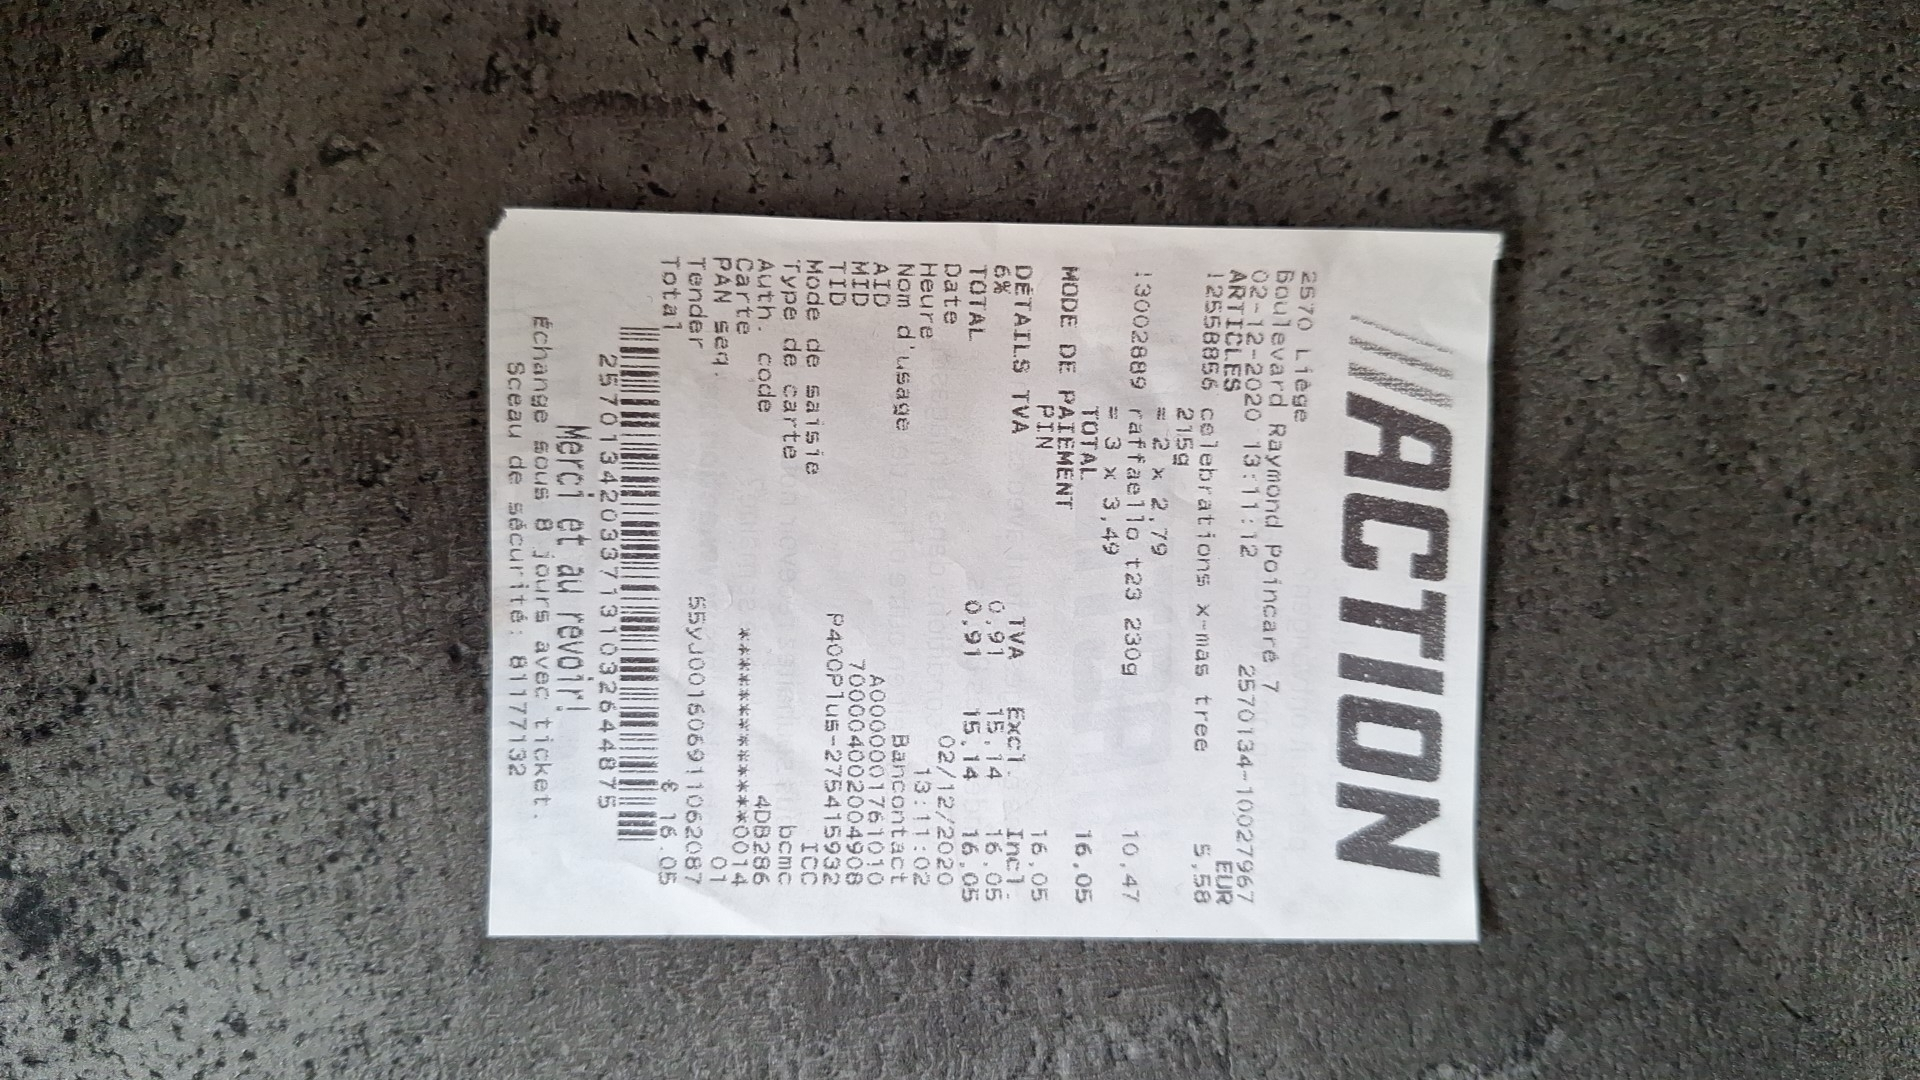 ///ACTION
2570 Liège
Boulevard Raymond Poincaré 7
02-12-2020 13:11:12 2570134-10027967
ARTICLES EUR
12558856 celebrations x-mas tree 5,58
215g
= 2 x 2,79
:3002889 raffaello t23 230g 10,47
= 3 x 3,49
TOTAL 16,05
MODE DE PAIEMENT
PIN 16,05
DÉTAILS TVA TVA Excl. Incl.
6% 0,91 15,14 16,05
TOTAL 0,91 15,14 16,05
Date 02/12/2020
Heure 13:11:02
Nom d'usage Bancontact
AID A00000001761010
MID 7000040020004908
TID P400Plus-275415932
Mode de saisie ICC
Type de carte bcmc
Auth. code 4DB286
Carte ***************0014
PAN seq. 01
Tender 55yJ001606911062087
Total € 16.05
257013420337131032644875
Merci et au revoir!
Échange sous 8 jours avec ticket.
Sceau de sécurité: 8117132